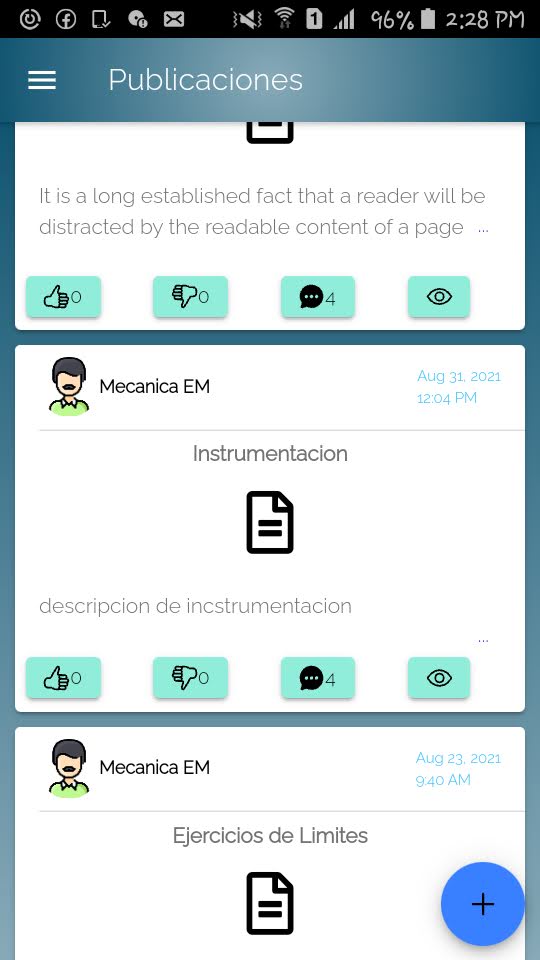 1 96% 2:28 PM
Publicaciones
It is a long established fact that a reader will be
distracted by the readable content of a page ...
0 0 4
Mecanica EM
Aug 31, 2021
12:04 PM
Instrumentacion
descripcion de incstrumentacion
...
0 0 4
Mecanica EM
Aug 23, 2021
9:40 AM
Ejercicios de Limites
+